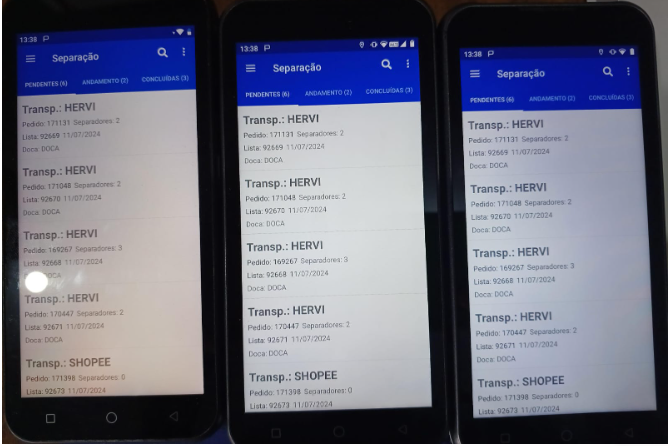 13:38
Separação
PENDENTES (6) ANDAMENTO (2) CONCLUÍDAS (3)
Transp.: HERVI
Pedido: 171131 Separadores: 2
Lista: 92669 11/07/2024
Doca: DOCA
Transp.: HERVI
Pedido: 171048 Separadores: 2
Lista: 92670 11/07/2024
Doca: DOCA
Transp.: HERVI
Pedido: 169267 Separadores: 3
Lista: 92668 11/07/2024
DOCA
Transp.: HERVI
Pedido: 170447 Separadores: 2
Lista: 92671 11/07/2024
Doca: DOCA
Transp.: SHOPEE
Pedido: 171398 Separadores: 0
Lista: 92673 11/07/2024
13:38
Separação
PENDENTES (6) ANDAMENTO (2) CONCLUÍDAS (3)
Transp.: HERVI
Pedido: 171131 Separadores: 2
Lista: 92669 11/07/2024
Doca: DOCA
Transp.: HERVI
Pedido: 171048 Separadores: 2
Lista: 92670 11/07/2024
Doca: DOCA
Transp.: HERVI
Pedido: 169267 Separadores: 3
Lista: 92668 11/07/2024
Doca: DOCA
Transp.: HERVI
Pedido: 170447 Separadores: 2
Lista: 92671 11/07/2024
Doca: DOCA
Transp.: SHOPEE
Pedido: 171398 Separadores: 0
Lista: 92673 11/07/2024
13:38
Separação
PENDENTES (6) ANDAMENTO (2) CONCLUÍDAS (3)
Transp.: HERVI
Pedido: 171131 Separadores: 2
Lista: 92669 11/07/2024
Doca: DOCA
Transp.: HERVI
Pedido: 171048 Separadores: 2
Lista: 92670 11/07/2024
Doca: DOCA
Transp.: HERVI
Pedido: 169267 Separadores: 3
Lista: 92668 11/07/2024
Doca: DOCA
Transp.: HERVI
Pedido: 170447 Separadores: 2
Lista: 92671 11/07/2024
Doca: DOCA
Transp.: SHOPEE
Pedido: 171398 Separadores: 0
Lista: 92673 11/07/2024